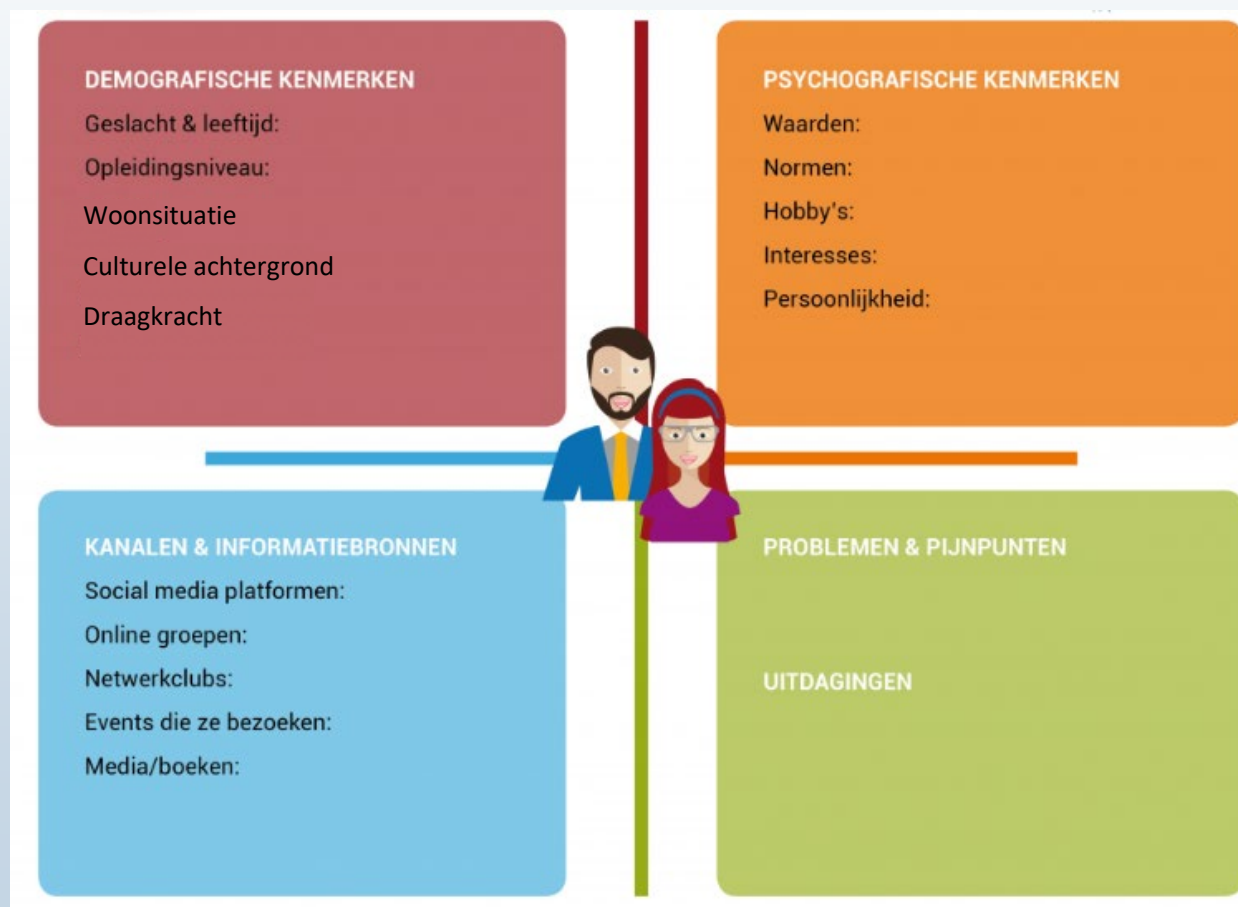 DEMOGRAFISCHE KENMERKEN
Geslacht & leeftijd:
Opleidingsniveau:
Woonsituatie
Culturele achtergrond
Draagkracht
PSYCHOGRAFISCHE KENMERKEN
Waarden:
Normen:
Hobby's:
Interesses:
Persoonlijkheid:
KANALEN & INFORMATIEBRONNEN
Social media platformen:
Online groepen:
Netwerkclubs:
Events die ze bezoeken:
Media/boeken:
PROBLEMEN & PIJNPUNTEN
UITDAGINGEN